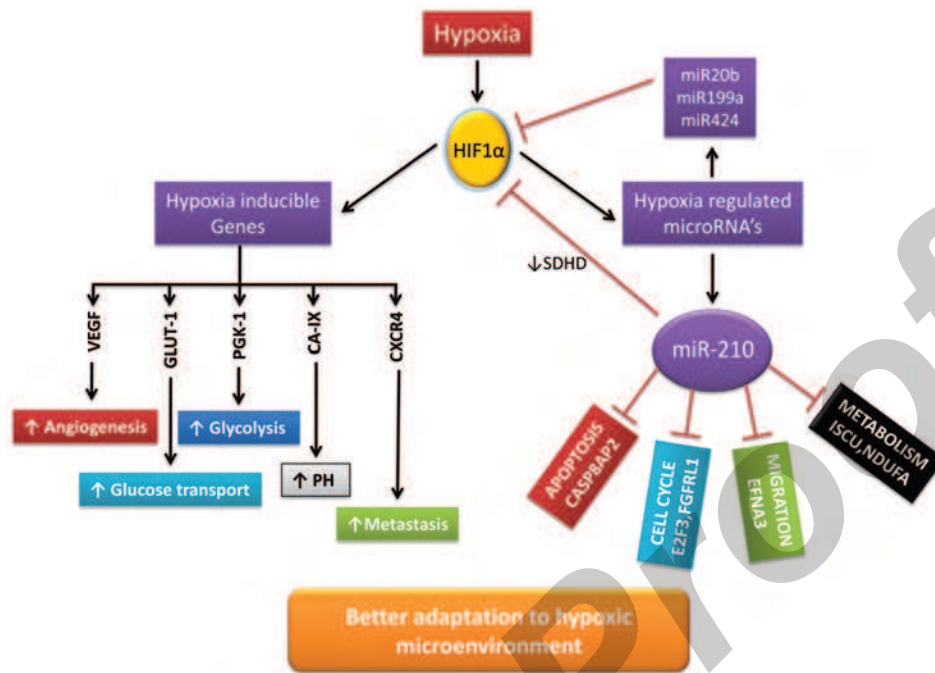 Hypoxia
miR20b
miR199a
miR424
HIF1α
Hypoxia inducible
Genes
Hypoxia regulated
microRNA's
↓SDHD
VEGF
GLUT-1
PGK-1
CA-IX
CXCR4
miR-210
↑ Angiogenesis
↑ Glycolysis
↑ Glucose transport
↑ PH
↑Metastasis
APOPTOSIS
CASP8AP2
CELL CYCLE
E2F3,FGFRL1
MIGRATION
EFNA3
METABOLISM
ISCU,NDUFA
Better adaptation to hypoxic
microenvironment
Proof